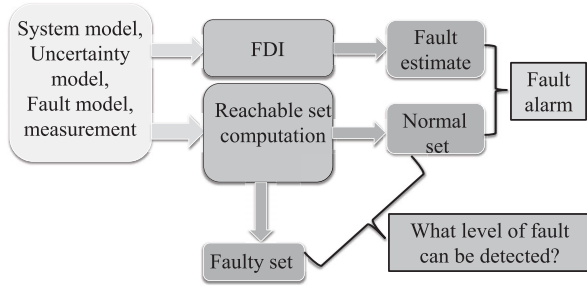 System model,
Uncertainty
model,
Fault model,
measurement
FDI
Fault
estimate
Fault
alarm
Reachable set
computation
Normal
set
Faulty set
What level of fault
can be detected?